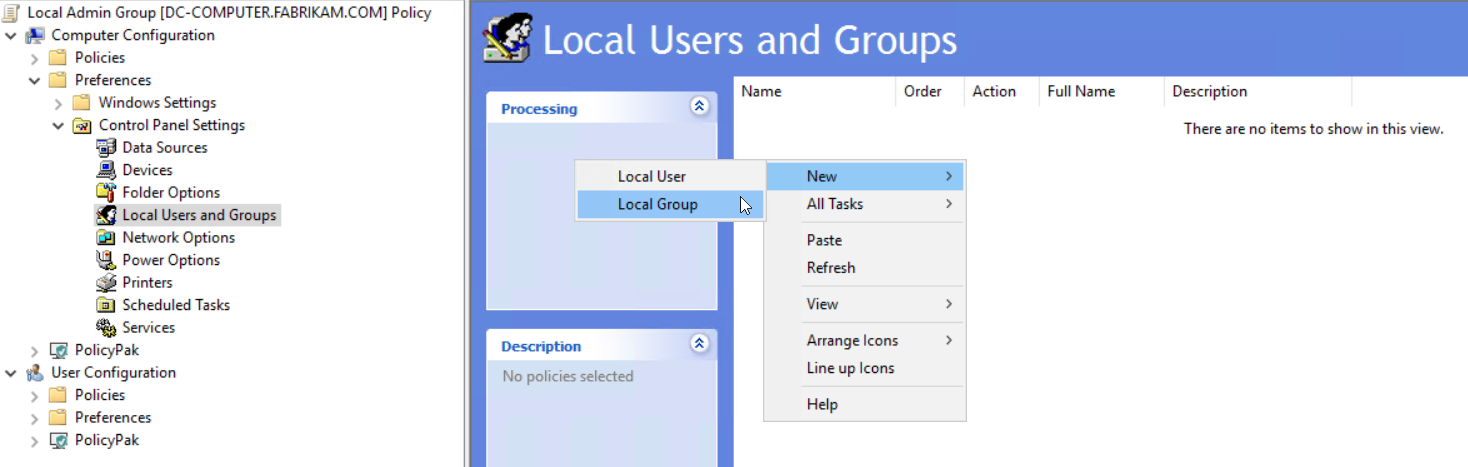 Local Admin Group [DC-COMPUTER.FABRIKAM.COM] Policy
Computer Configuration
Policies
Preferences
Windows Settings
Control Panel Settings
Data Sources
Devices
Folder Options
Local Users and Groups
Network Options
Power Options
Printers
Scheduled Tasks
Services
PolicyPak
User Configuration
Policies
Preferences
PolicyPak
Local Users and Groups
Processing
Description
No policies selected
Name Order Action Full Name Description
There are no items to show in this view.
Local User
Local Group
New
All Tasks
Paste
Refresh
View
Arrange Icons
Line up Icons
Help